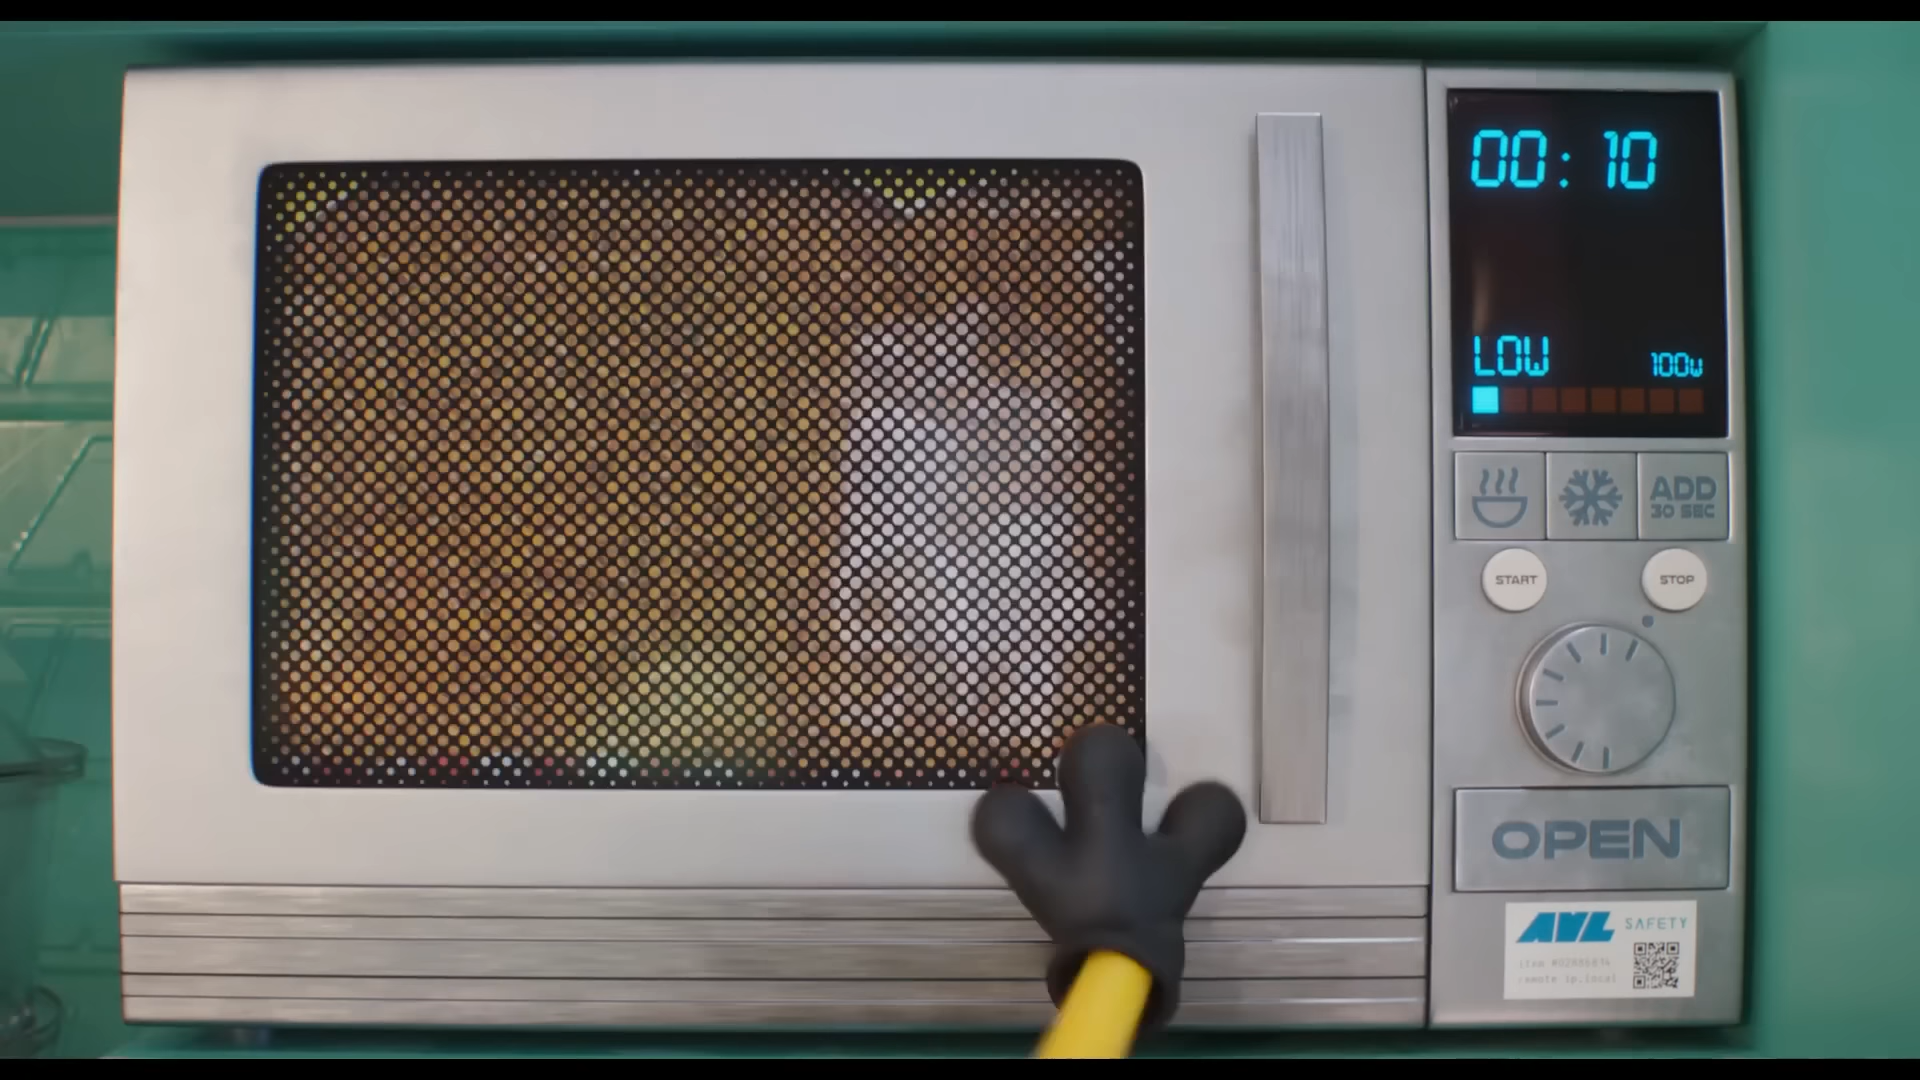 00:10
LOW 100w
ADD
30 SEC
START STOP
OPEN
AVL SAFETY